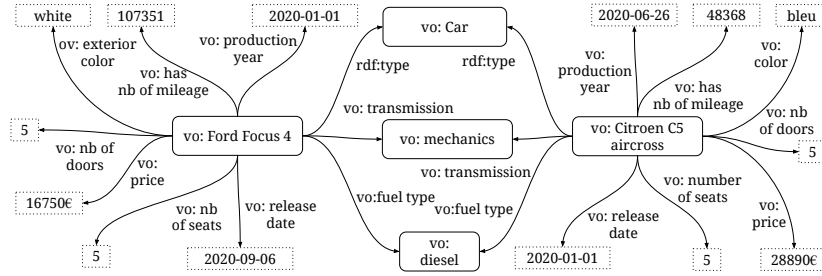 white
107351
2020-01-01
vo: Car
2020-06-26
48368
bleu
ov: exterior
color
vo: has
nb of mileage
vo: production
year
rdf:type
rdf:type
vo:
production
year
vo: has
nb of mileage
vo:
color
5
vo: nb of
doors
vo: Ford Focus 4
vo: transmission
vo: mechanics
vo: transmission
vo: Citroen C5
aircross
vo: nb
of doors
5
vo:
price
16750€
vo: nb
of seats
5
vo: release
date
2020-09-06
vo:fuel type
vo:fuel type
vo:
diesel
vo: release
date
2020-01-01
vo: number
of seats
5
vo:
price
28890€